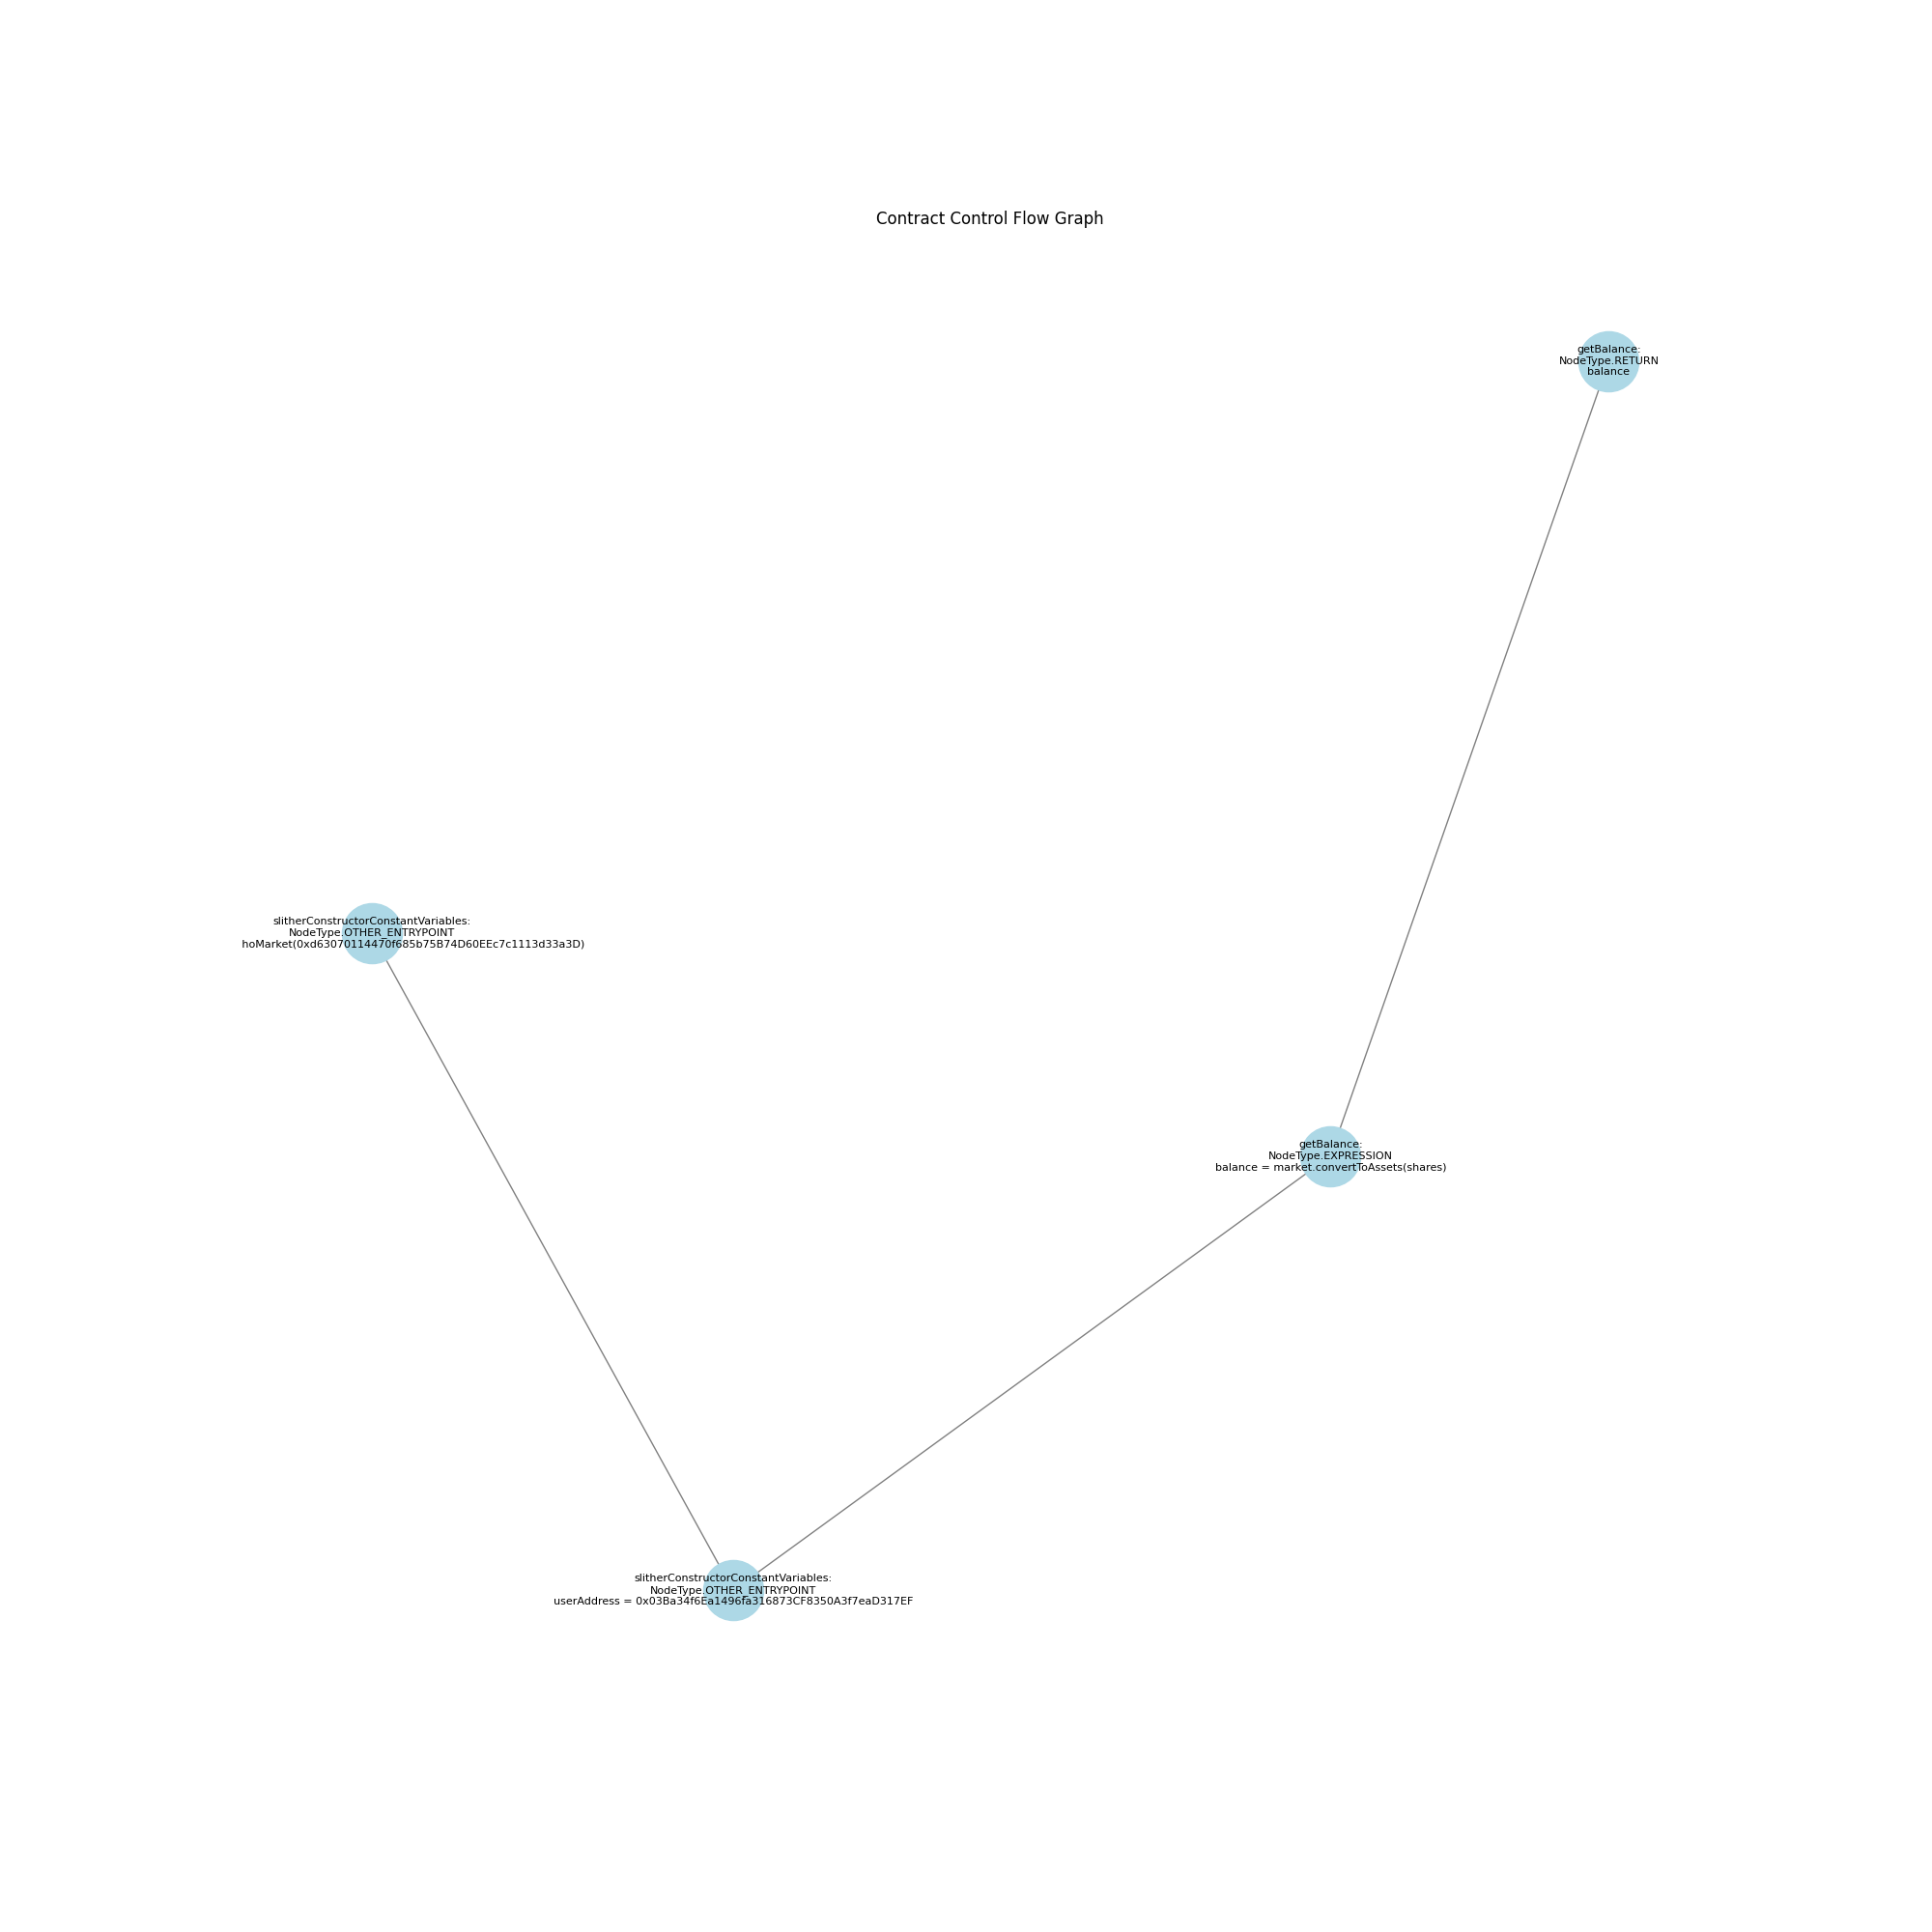 Contract Control Flow Graph
getBalance:
NodeType.RETURN
balance
slitherConstructorConstantVariables:
NodeType.OTHER_ENTRYPOINT
hoMarket(0xd63070114470f685b75B74D60EEc7c1113d33a3D)
getBalance:
NodeType.EXPRESSION
balance = market.convertToAssets(shares)
slitherConstructorConstantVariables:
NodeType.OTHER_ENTRYPOINT
userAddress = 0x03Ba34f6Ea1496fa316873CF8350A3f7eaD317EF